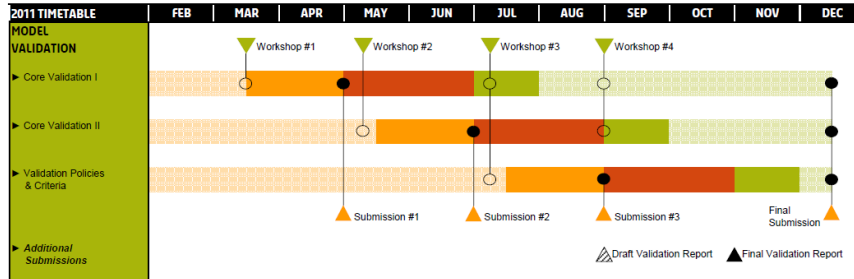 2011 TIMETABLE FEB MAR APR MAY JUN JUL AUG SEP OCT NOV DEC
MODEL
VALIDATION
Workshop #1 Workshop #2 Workshop #3 Workshop #4
► Core Validation I
► Core Validation II
► Validation Policies
& Criteria
Submission #1 Submission #2 Submission #3 Final
Submission
► Additional
Submissions
Draft Validation Report Final Validation Report